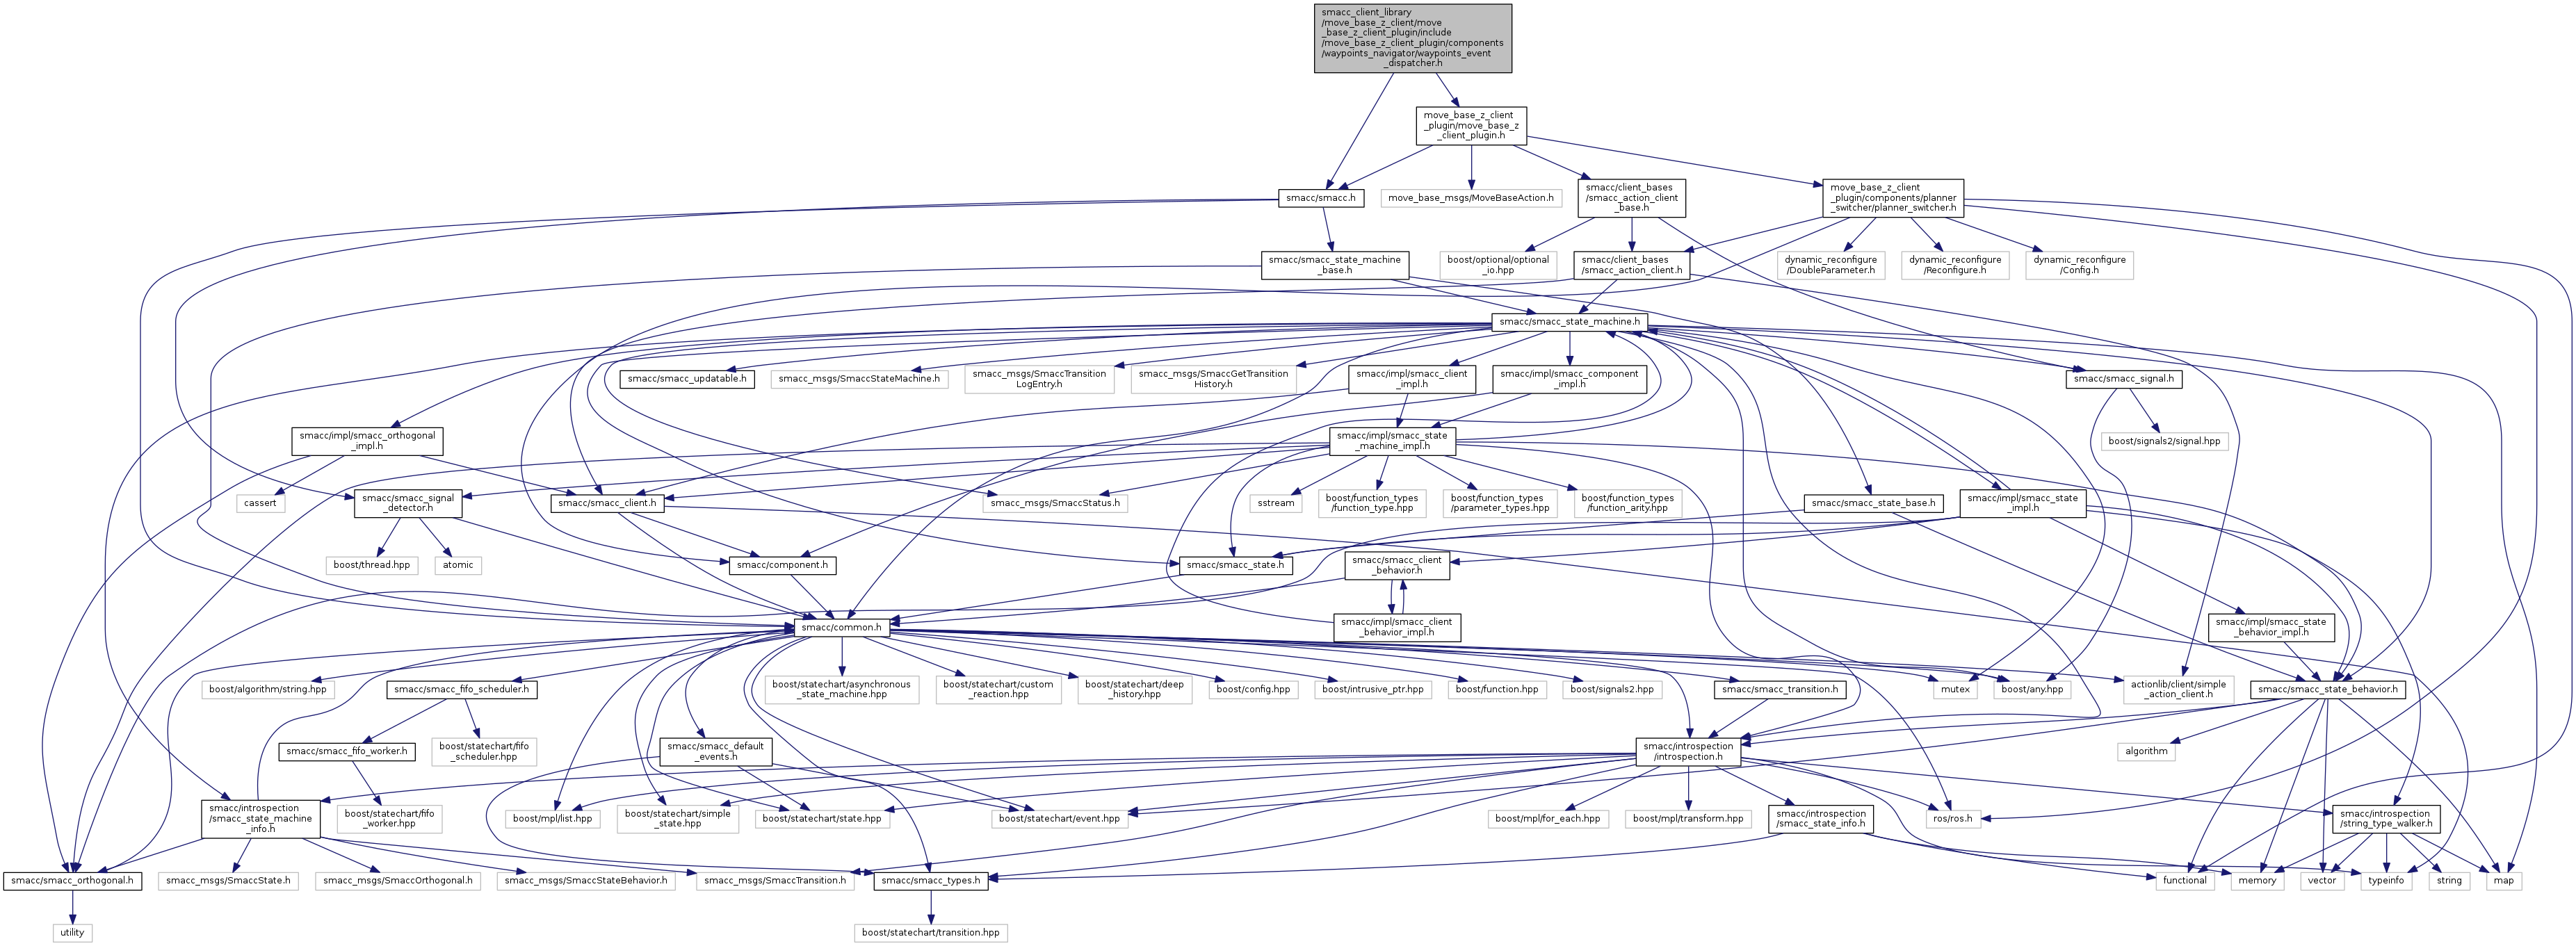 smacc_client_library
/move_base_z_client/move
_base_z_client_plugin/include
/move_base_z_client_plugin/components
/waypoints_navigator/waypoints_event
_dispatcher.h
move_base_z_client
_plugin/move_base_z
_client_plugin.h
smacc/smacc.h
move_base_msgs/MoveBaseAction.h
smacc/client_bases
/smacc_action_client
_base.h
move_base_z_client
_plugin/components/planner
_switcher/planner_switcher.h
smacc/smacc_state_machine
_base.h
boost/optional/optional
_io.hpp
smacc/client_bases
/smacc_action_client.h
dynamic_reconfigure
/DoubleParameter.h
dynamic_reconfigure
/Reconfigure.h
dynamic_reconfigure
/Config.h
smacc/smacc_state_machine.h
smacc/smacc_updatable.h
smacc_msgs/SmaccStateMachine.h
smacc_msgs/SmaccTransition
LogEntry.h
smacc_msgs/SmaccGetTransition
History.h
smacc/impl/smacc_client
_impl.h
smacc/impl/smacc_component
_impl.h
smacc/smacc_signal.h
smacc/impl/smacc_orthogonal
_impl.h
smacc/impl/smacc_state
_machine_impl.h
boost/signals2/signal.hpp
cassert
smacc/smacc_signal
_detector.h
smacc/smacc_client.h
smacc_msgs/SmaccStatus.h
sstream
boost/function_types
/function_type.hpp
boost/function_types
/parameter_types.hpp
boost/function_types
/function_arity.hpp
smacc/smacc_state_base.h
smacc/impl/smacc_state
_impl.h
boost/thread.hpp
atomic
smacc/component.h
smacc/smacc_state.h
smacc/smacc_client
_behavior.h
smacc/common.h
smacc/impl/smacc_client
_behavior_impl.h
smacc/impl/smacc_state
_behavior_impl.h
boost/algorithm/string.hpp
smacc/smacc_fifo_scheduler.h
boost/statechart/asynchronous
_state_machine.hpp
boost/statechart/custom
_reaction.hpp
boost/statechart/deep
_history.hpp
boost/config.hpp
boost/intrusive_ptr.hpp
boost/function.hpp
boost/signals2.hpp
smacc/smacc_transition.h
mutex
boost/any.hpp
actionlib/client/simple
_action_client.h
smacc/smacc_state_behavior.h
smacc/smacc_fifo_worker.h
boost/statechart/fifo
_scheduler.hpp
smacc/smacc_default
_events.h
smacc/introspection
/introspection.h
algorithm
smacc/introspection
/smacc_state_machine
_info.h
boost/statechart/fifo
_worker.hpp
boost/mpl/list.hpp
boost/statechart/simple
_state.hpp
boost/statechart/state.hpp
boost/statechart/event.hpp
boost/mpl/for_each.hpp
boost/mpl/transform.hpp
smacc/introspection
/smacc_state_info.h
ros/ros.h
smacc/introspection
/string_type_walker.h
smacc/smacc_orthogonal.h
smacc_msgs/SmaccState.h
smacc_msgs/SmaccOrthogonal.h
smacc_msgs/SmaccStateBehavior.h
smacc_msgs/SmaccTransition.h
smacc/smacc_types.h
functional
memory
vector
typeinfo
string
map
utility
boost/statechart/transition.hpp